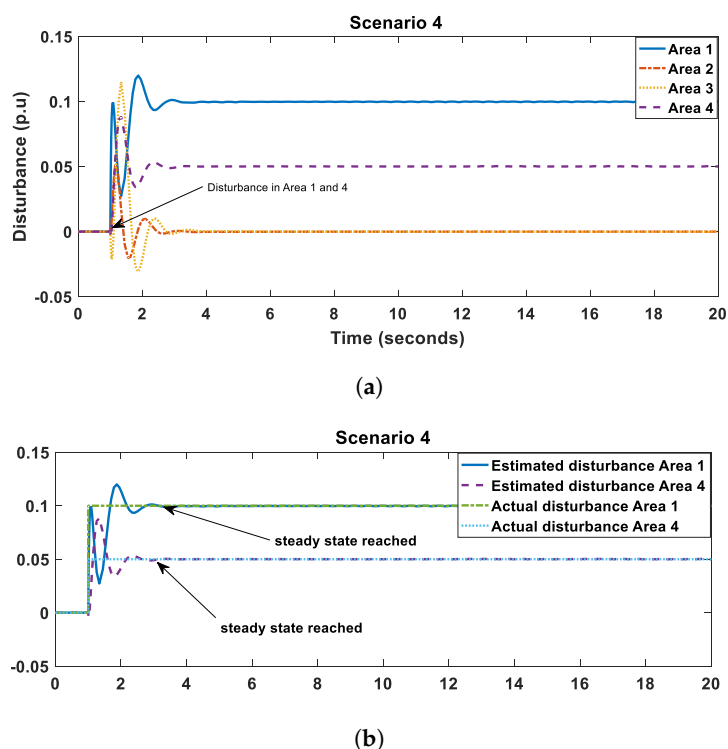 Scenario 4
0.15
0.1
0.05
0
-0.05
Disturbance (p.u)
Area 1
Area 2
Area 3
Area 4
Disturbance in Area 1 and 4
0 2 4 6 8 10 12 14 16 18 20
Time (seconds)
(a)
Scenario 4
0.15
0.1
0.05
0
-0.05
Estimated disturbance Area 1
Estimated disturbance Area 4
Actual disturbance Area 1
Actual disturbance Area 4
steady state reached
steady state reached
0 2 4 6 8 10 12 14 16 18 20
(b)